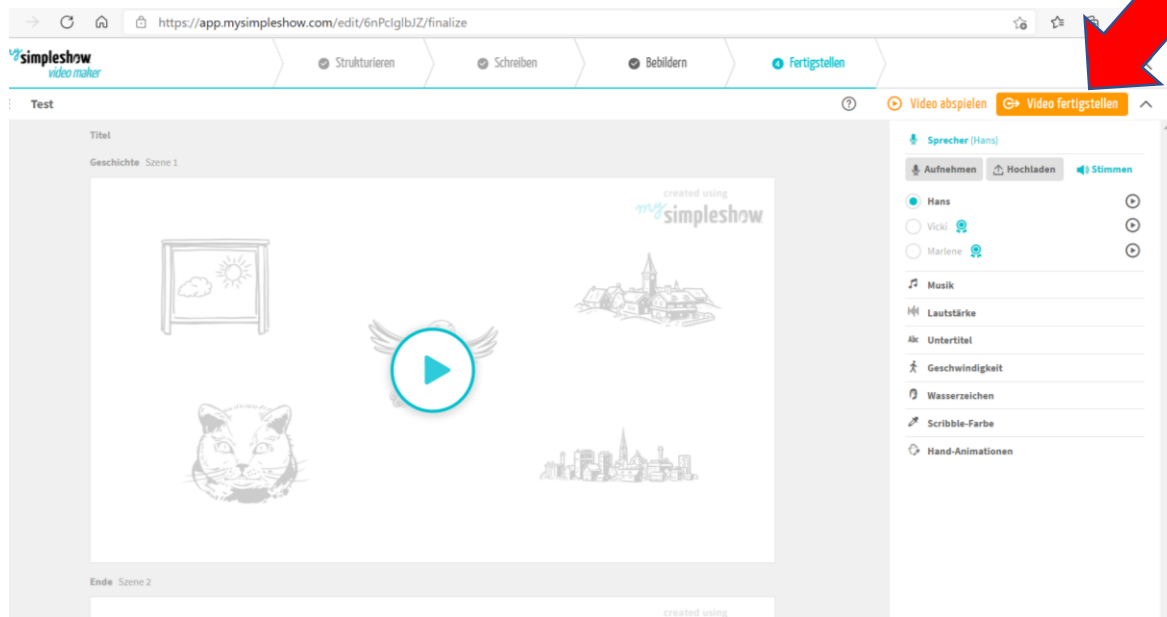 https://app.mysimpleshow.com/edit/6nPcIglbJZ/finalize
mysimpleshow
video maker
Strukturieren
Schreiben
Bebildern
4 Fertigstellen
Test
?
Video abspielen
Video fertigstellen
Titel
Geschichte Szene 1
created using
mysimpleshow
Ende Szene 2
created using
Sprecher (Hans)
Aufnehmen
Hochladen
Stimmen
Hans
Vicki
Marlene
Musik
Lautstärke
Abc Untertitel
Geschwindigkeit
Wasserzeichen
Scribble-Farbe
Hand-Animationen